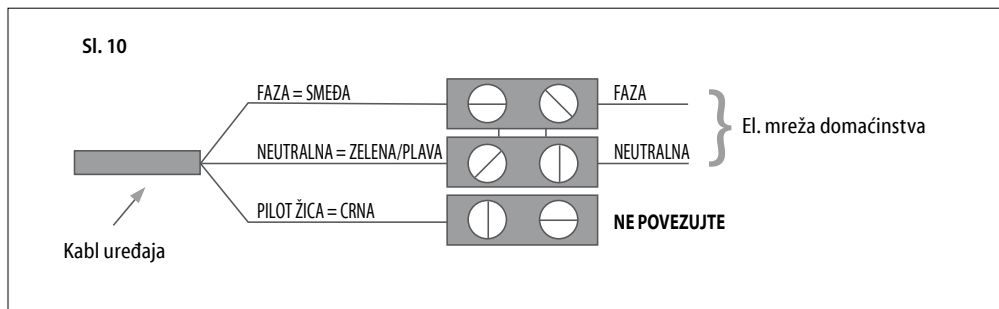 Sl. 10
FAZA = SMEĐA
FAZA
NEUTRALNA = ZELENA/PLAVA
NEUTRALNA
El. mreža domaćinstva
PILOT ŽICA = CRNA
NE POVEZUJTE
Kabl uređaja